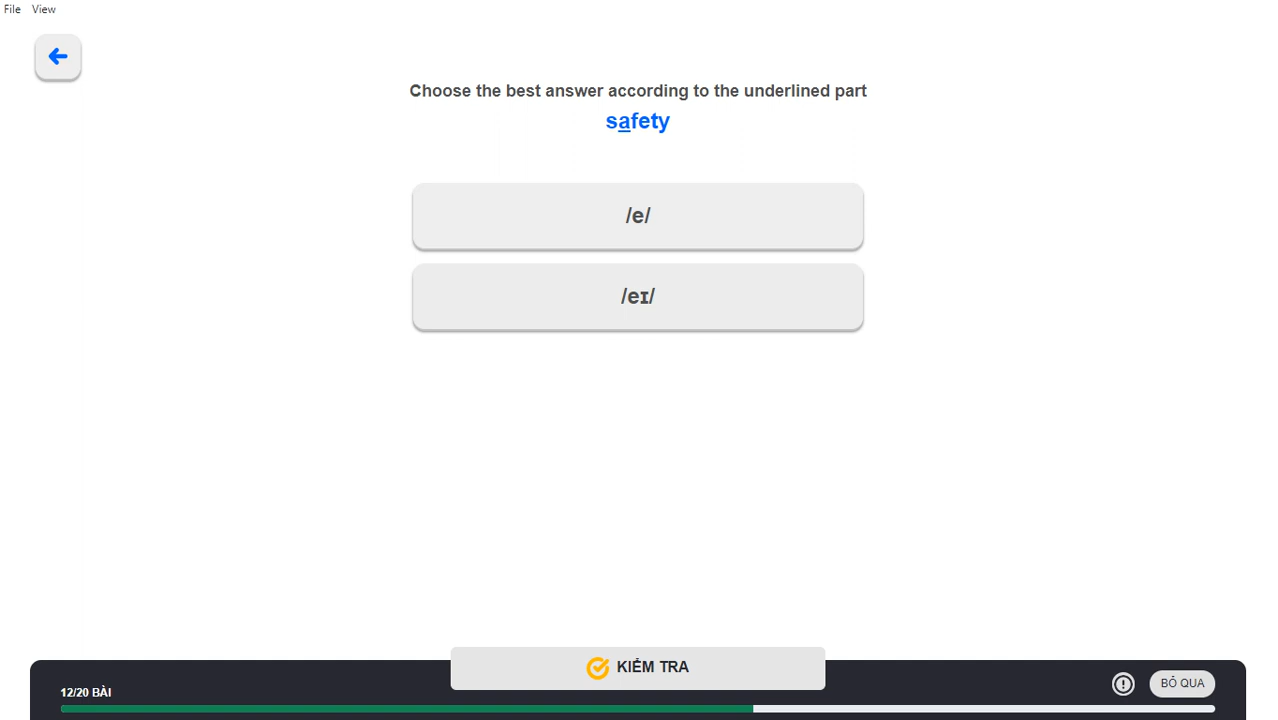 File View
Choose the best answer according to the underlined part
safety
/e/
/eɪ/
KIỂM TRA
12/20 BÀI
BỎ QUA